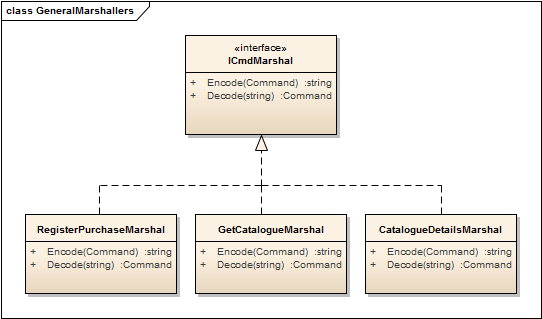 class GeneralMarshallers
«interface»
ICmdMarshal
+ Encode(Command) :string
+ Decode(string) :Command
RegisterPurchaseMarshal
+ Encode(Command) :string
+ Decode(string) :Command
GetCatalogueMarshal
+ Encode(Command) :string
+ Decode(string) :Command
CatalogueDetailsMarshal
+ Encode(Command) :string
+ Decode(string) :Command